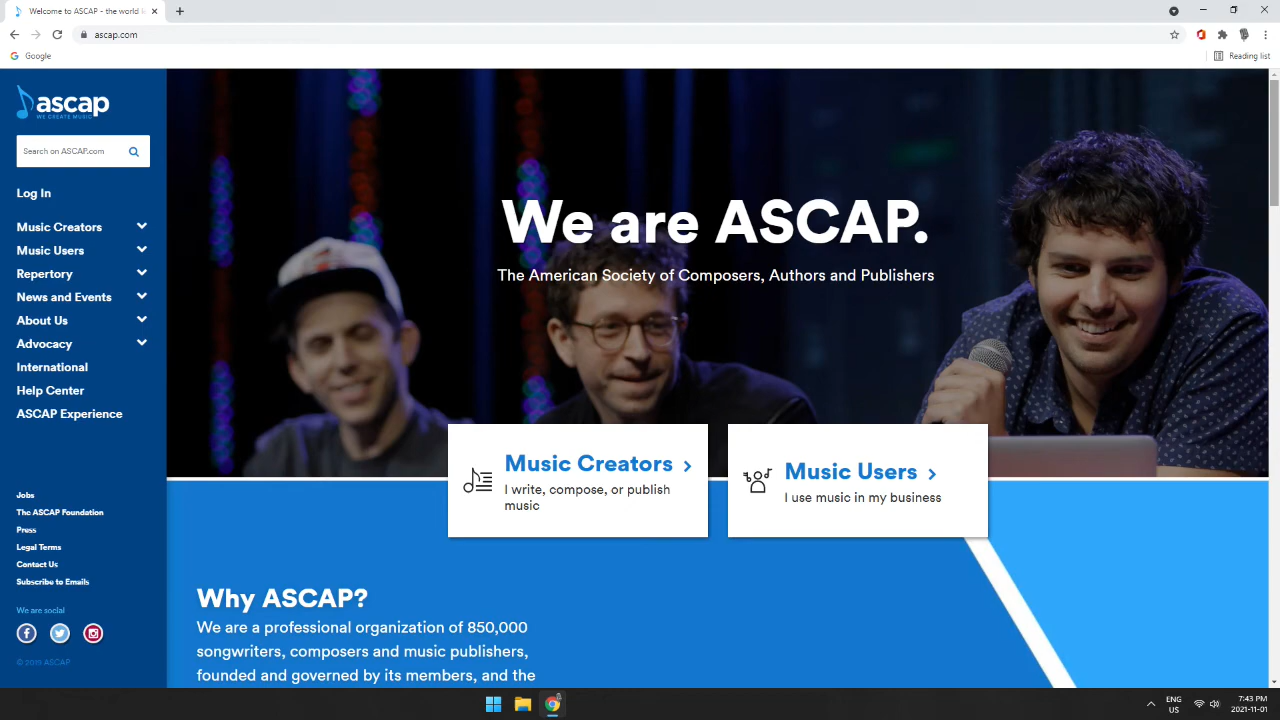 Welcome to ASCAP - the world l
ascap.com
Google
Reading list
ascap
WE CREATE MUSIC
Search on ASCAP.com
Log In
Music Creators
Music Users
Repertory
News and Events
About Us
Advocacy
International
Help Center
ASCAP Experience
Jobs
The ASCAP Foundation
Press
Legal Terms
Contact Us
Subscribe to Emails
We are social
© 2019 ASCAP
We are ASCAP.
The American Society of Composers, Authors and Publishers
Music Creators
I write, compose, or publish
music
Music Users
I use music in my business
Why ASCAP?
We are a professional organization of 850,000
songwriters, composers and music publishers,
founded and governed by its members, and the
ENG
US
7:43 PM
2021-11-01